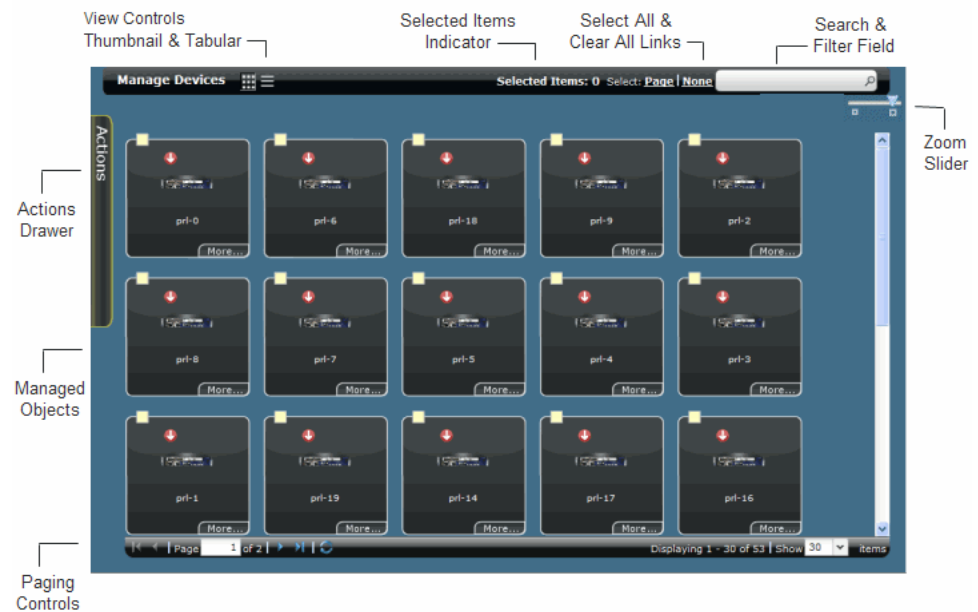 View Controls
Thumbnail & Tabular
Selected Items
Indicator
Select All &
Clear All Links
Search &
Filter Field
Manage Devices
Selected Items: 0 Select: Page | None
Zoom
Slider
Actions
Actions
Drawer
prl-0
prl-6
prl-18
prl-9
prl-2
More...
More...
More...
More...
More...
prl-8
prl-7
prl-5
prl-4
prl-3
More...
More...
More...
More...
More...
Managed
Objects
prl-1
prl-19
prl-14
prl-17
prl-16
More...
More...
More...
More...
More...
Page 1 of 2
Displaying 1 - 30 of 53 | Show 30 items
Paging
Controls